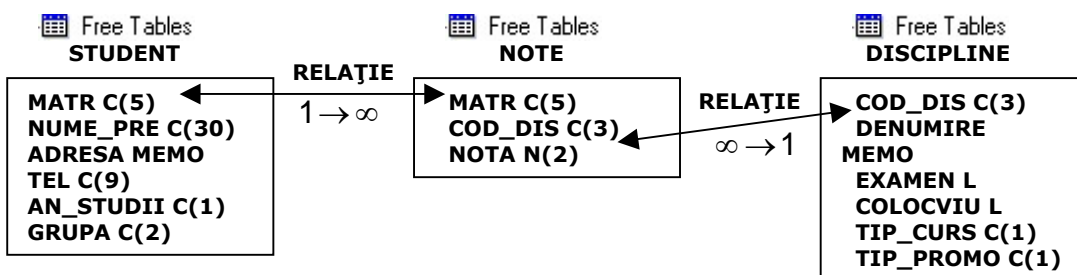 Free Tables
STUDENT
MATR C(5)
NUME_PRE C(30)
ADRESA MEMO
TEL C(9)
AN_STUDII C(1)
GRUPA C(2)
RELAŢIE
1 → ∞
Free Tables
NOTE
MATR C(5)
COD_DIS C(3)
NOTA N(2)
RELAŢIE
∞ → 1
Free Tables
DISCIPLINE
COD_DIS C(3)
DENUMIRE
MEMO
EXAMEN L
COLOCVIU L
TIP_CURS C(1)
TIP_PROMO C(1)